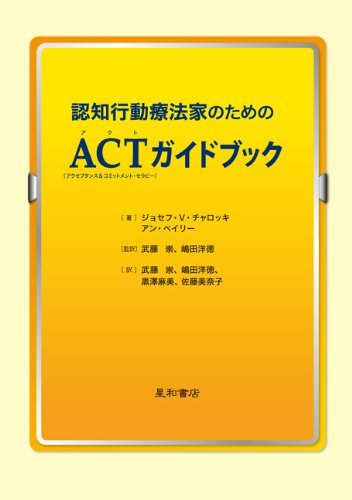 認知行動療法家のための
アクト
ACTガイドブック
(アクセプタンス&コミットメント・セラピー)
[著] ジョセフ・V・チャロッキ
アン・ベイリー
[監訳] 武藤 崇、嶋田洋徳
[訳] 武藤 崇、嶋田洋徳、
黒澤麻美、佐藤美奈子
星和書店